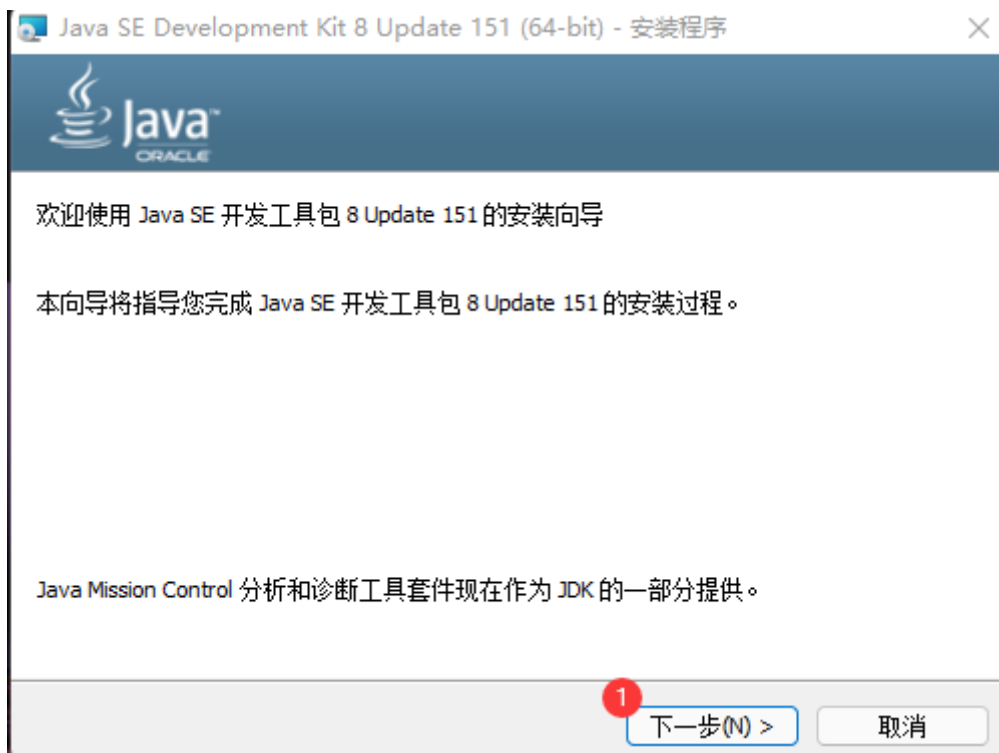 Java SE Development Kit 8 Update 151 (64-bit) - 安装程序
Java™
ORACLE
欢迎使用 Java SE 开发工具包 8 Update 151 的安装向导
本向导将指导您完成 Java SE 开发工具包 8 Update 151 的安装过程。
Java Mission Control 分析和诊断工具套件现在作为 JDK 的一部分提供。
1
下一步(N) >
取消